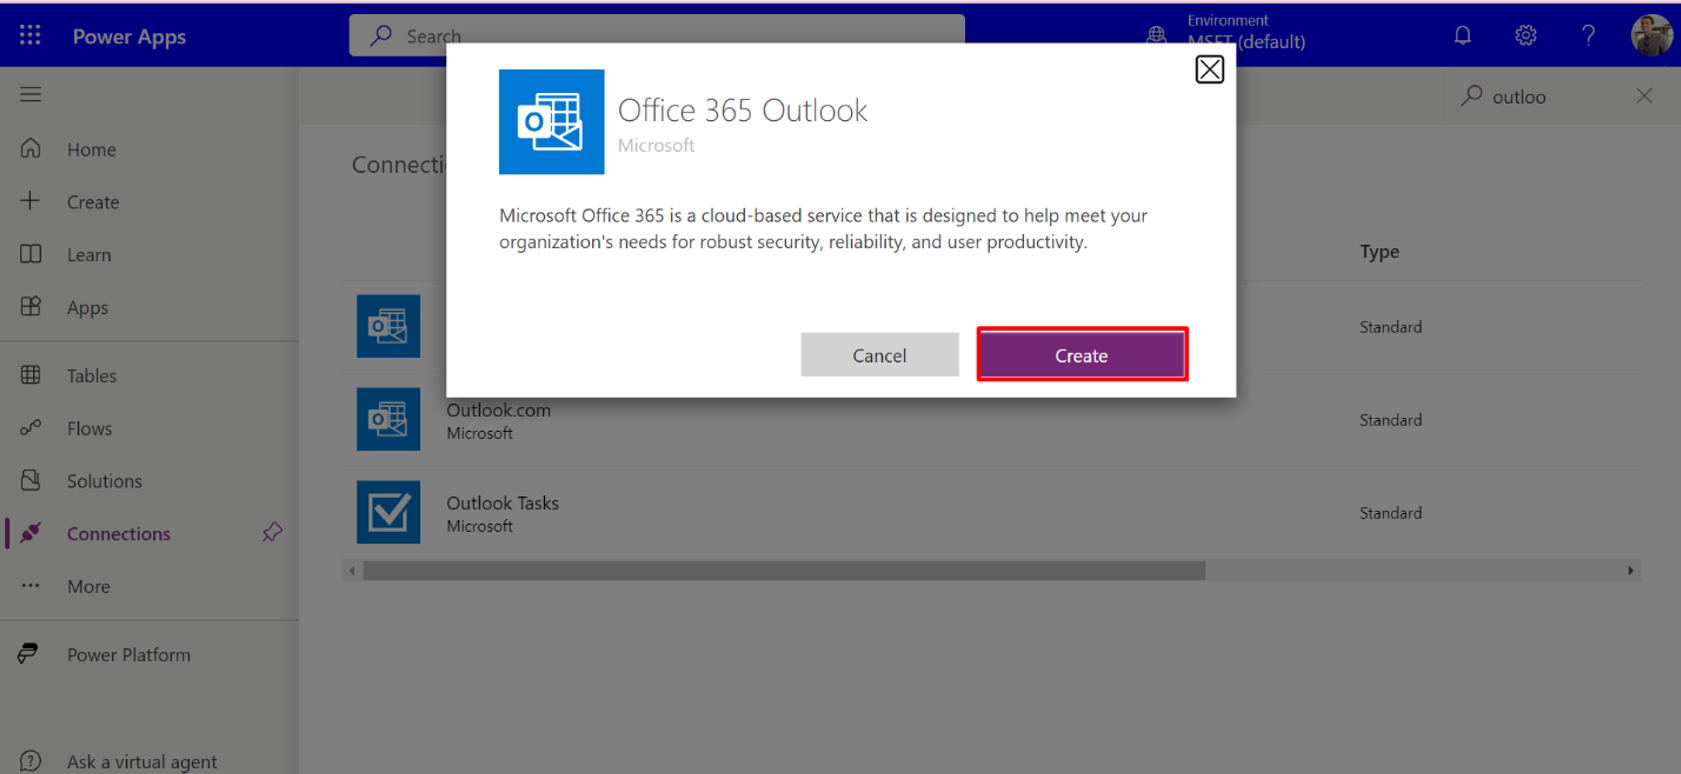 Power Apps
Search
Environment
MSFT (default)
Home
Create
Learn
Apps
Tables
Flows
Solutions
Connections
More
Power Platform
Ask a virtual agent
outloo
Office 365 Outlook
Microsoft
Microsoft Office 365 is a cloud-based service that is designed to help meet your
organization's needs for robust security, reliability, and user productivity.
Cancel
Create
Type
Standard
Outlook.com
Microsoft
Standard
Outlook Tasks
Microsoft
Standard